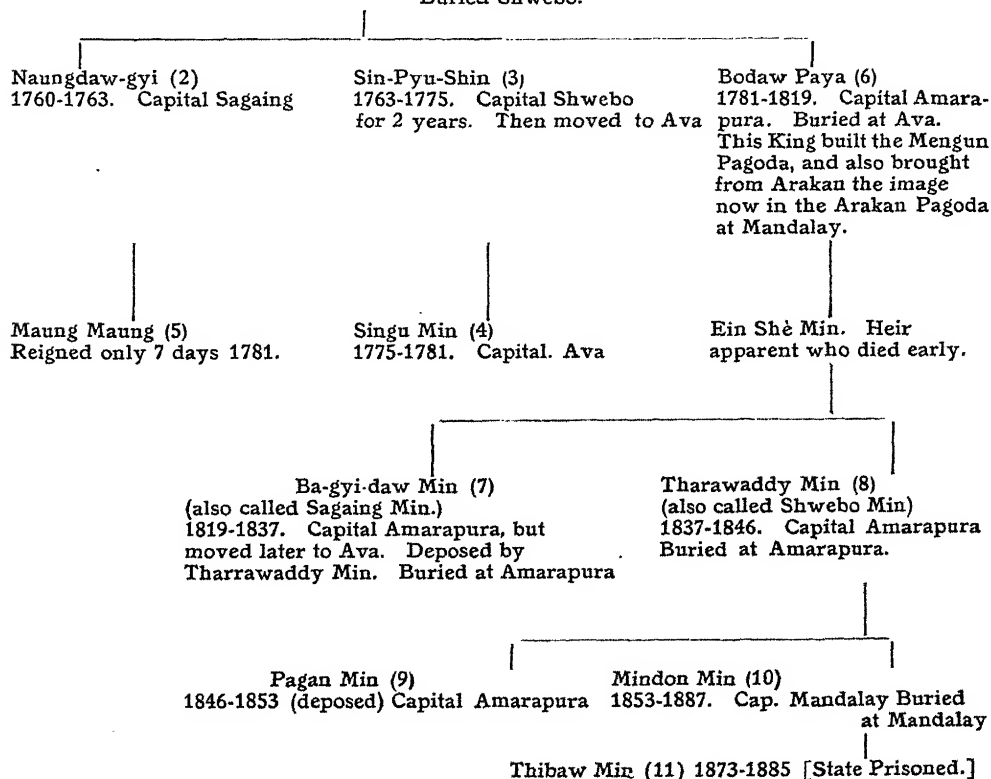 Buried Shwebo.
Naungdaw-gyi (2)
1760-1763. Capital Sagaing
Sin-Pyu-Shin (3)
1763-1775. Capital Shwebo
for 2 years. Then moved to Ava
Bodaw Paya (6)
1781-1819. Capital Amara-
pura. Buried at Ava.
This King built the Mengun
Pagoda, and also brought
from Arakan the image
now in the Arakan Pagoda
at Mandalay.
Maung Maung (5)
Reigned only 7 days 1781.
Singu Min (4)
1775-1781. Capital. Ava
Ein Shè Min. Heir
apparent who died early.
Ba-gyi-daw Min (7)
(also called Sagaing Min.)
1819-1837. Capital Amarapura, but
moved later to Ava. Deposed by
Tharrawaddy Min. Buried at Amarapura
Tharawaddy Min (8)
(also called Shwebo Min)
1837-1846. Capital Amarapura
Buried at Amarapura.
Pagan Min (9)
1846-1853 (deposed) Capital Amarapura
Mindon Min (10)
1853-1887. Cap. Mandalay Buried
at Mandalay
Thibaw Min (11) 1873-1885 [State Prisoned.]